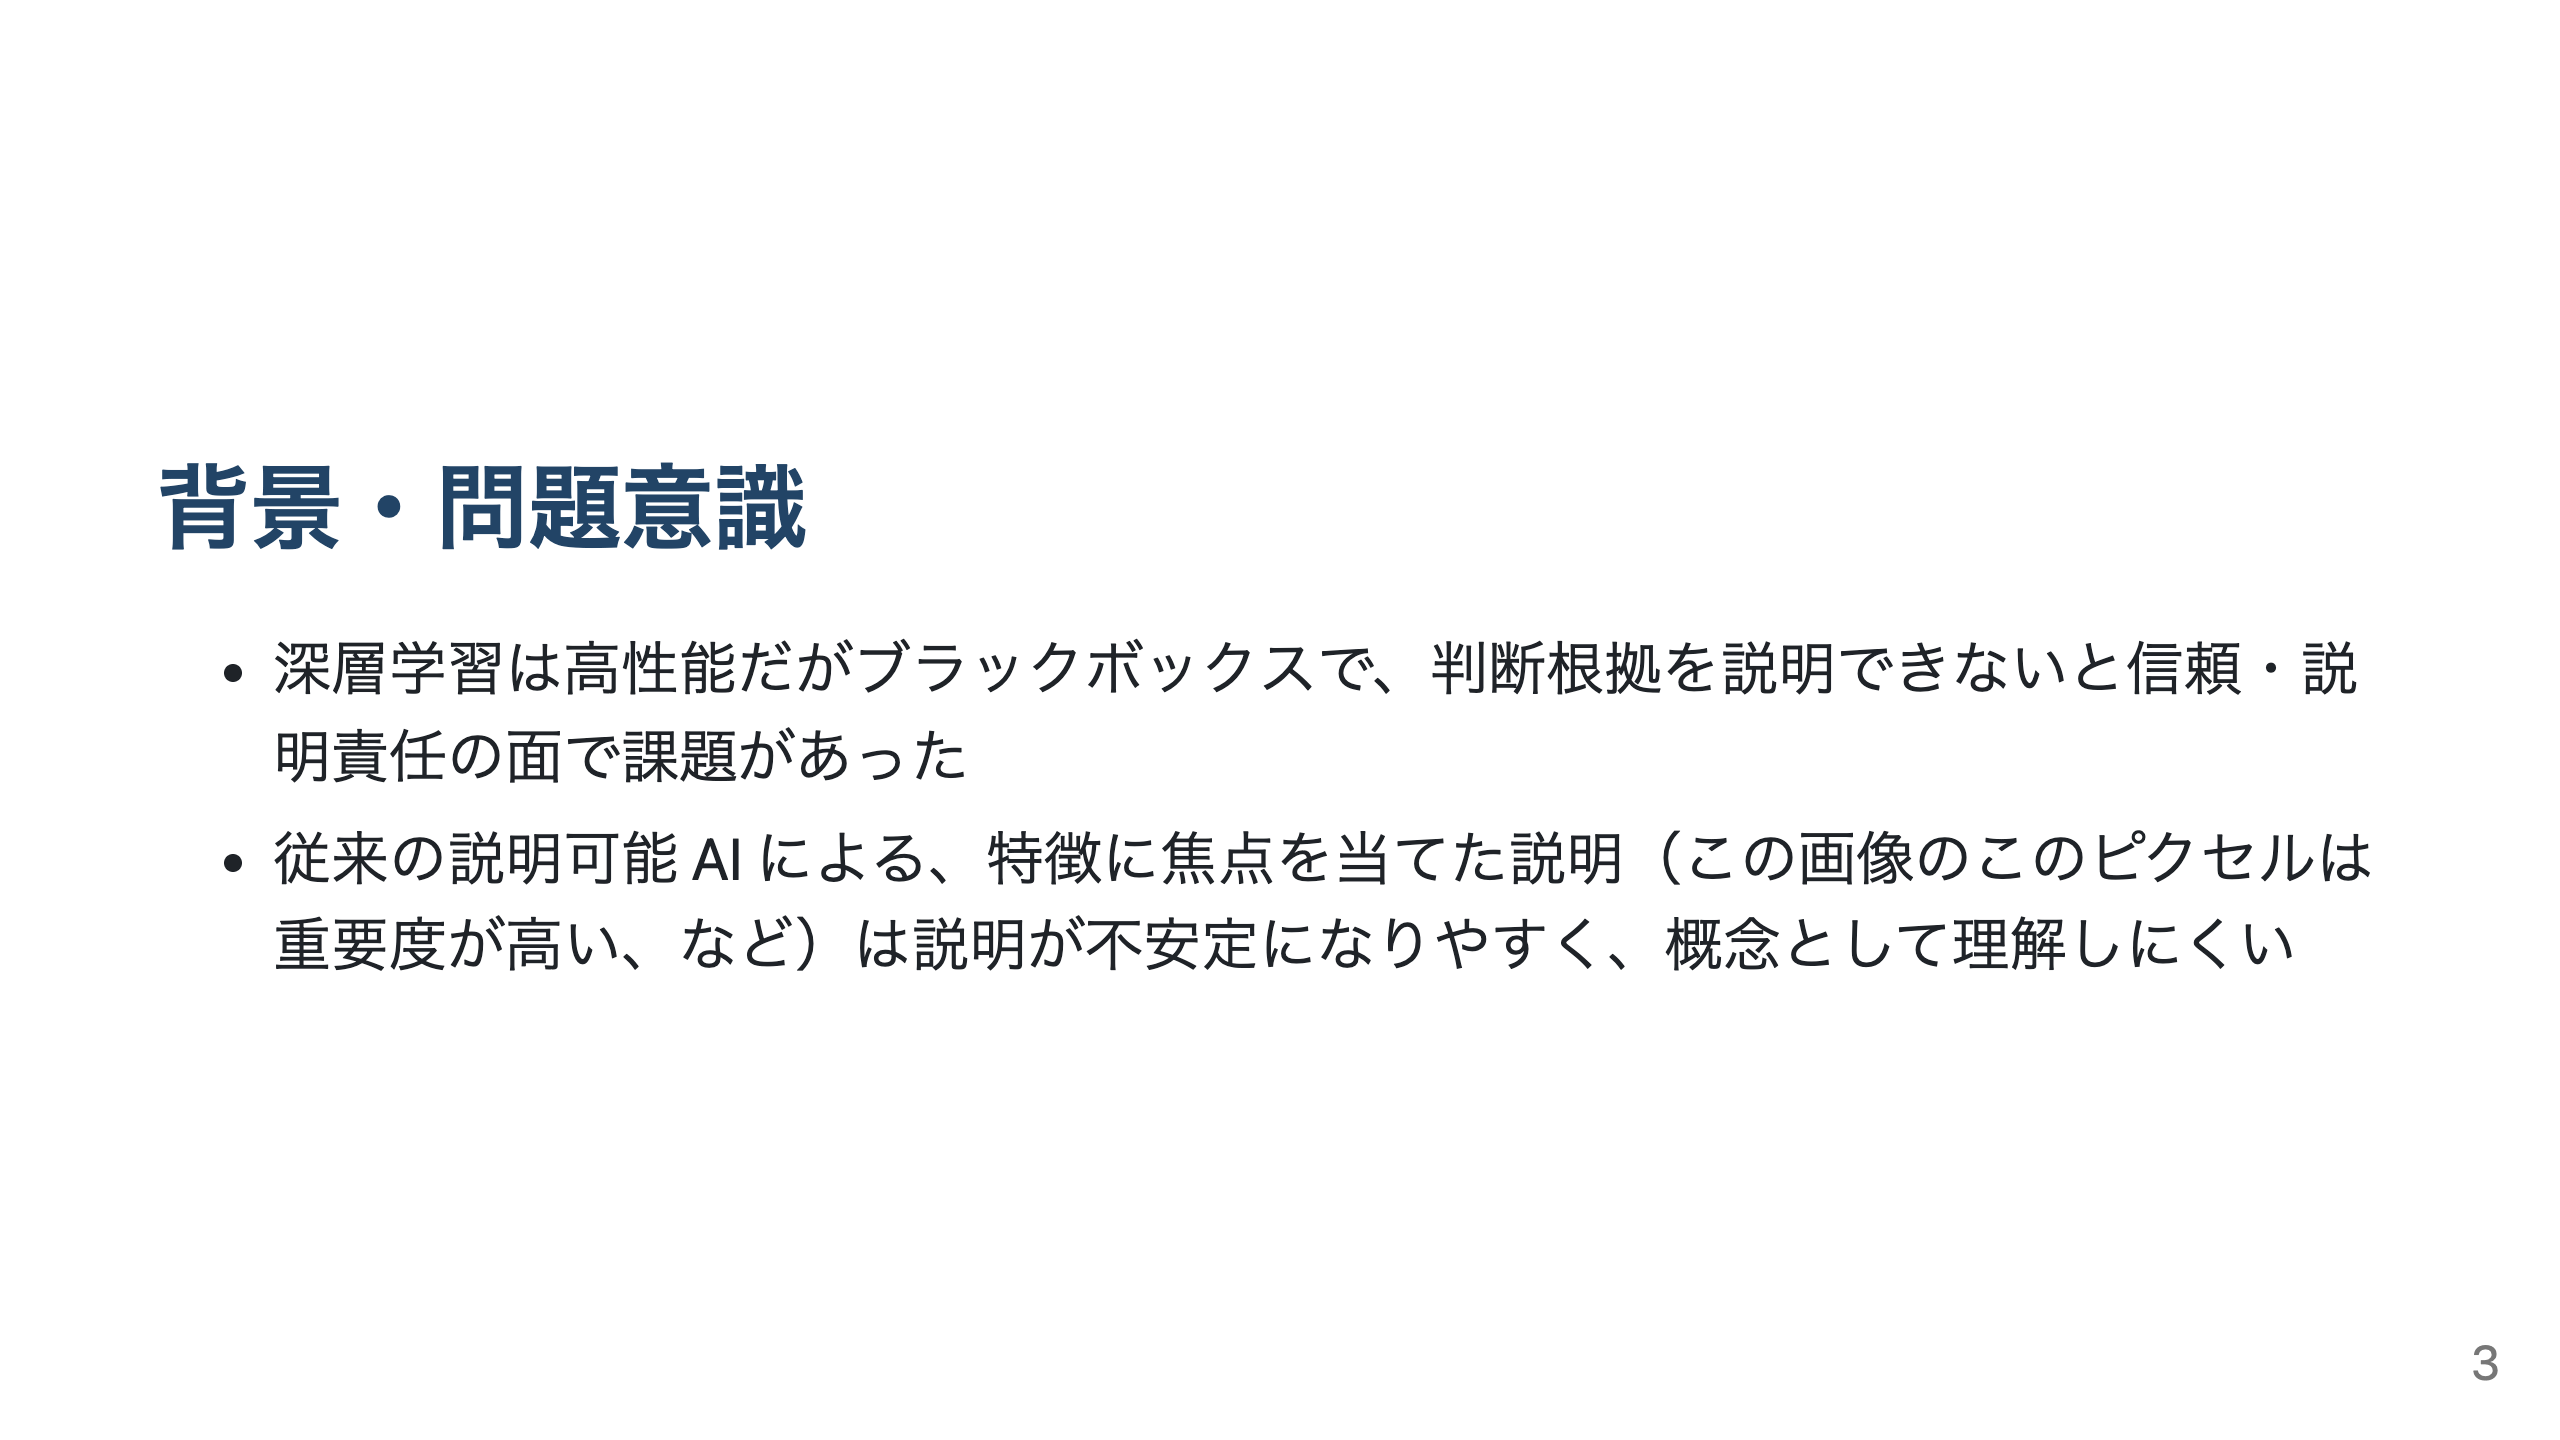 背景・問題意識
• 深層学習は高性能だがブラックボックスで、判断根拠を説明できないと信頼・説
明責任の面で課題があった
• 従来の説明可能 AI による、特徴に焦点を当てた説明（この画像のこのピクセルは
重要度が高い、など）は説明が不安定になりやすく、概念として理解しにくい
3